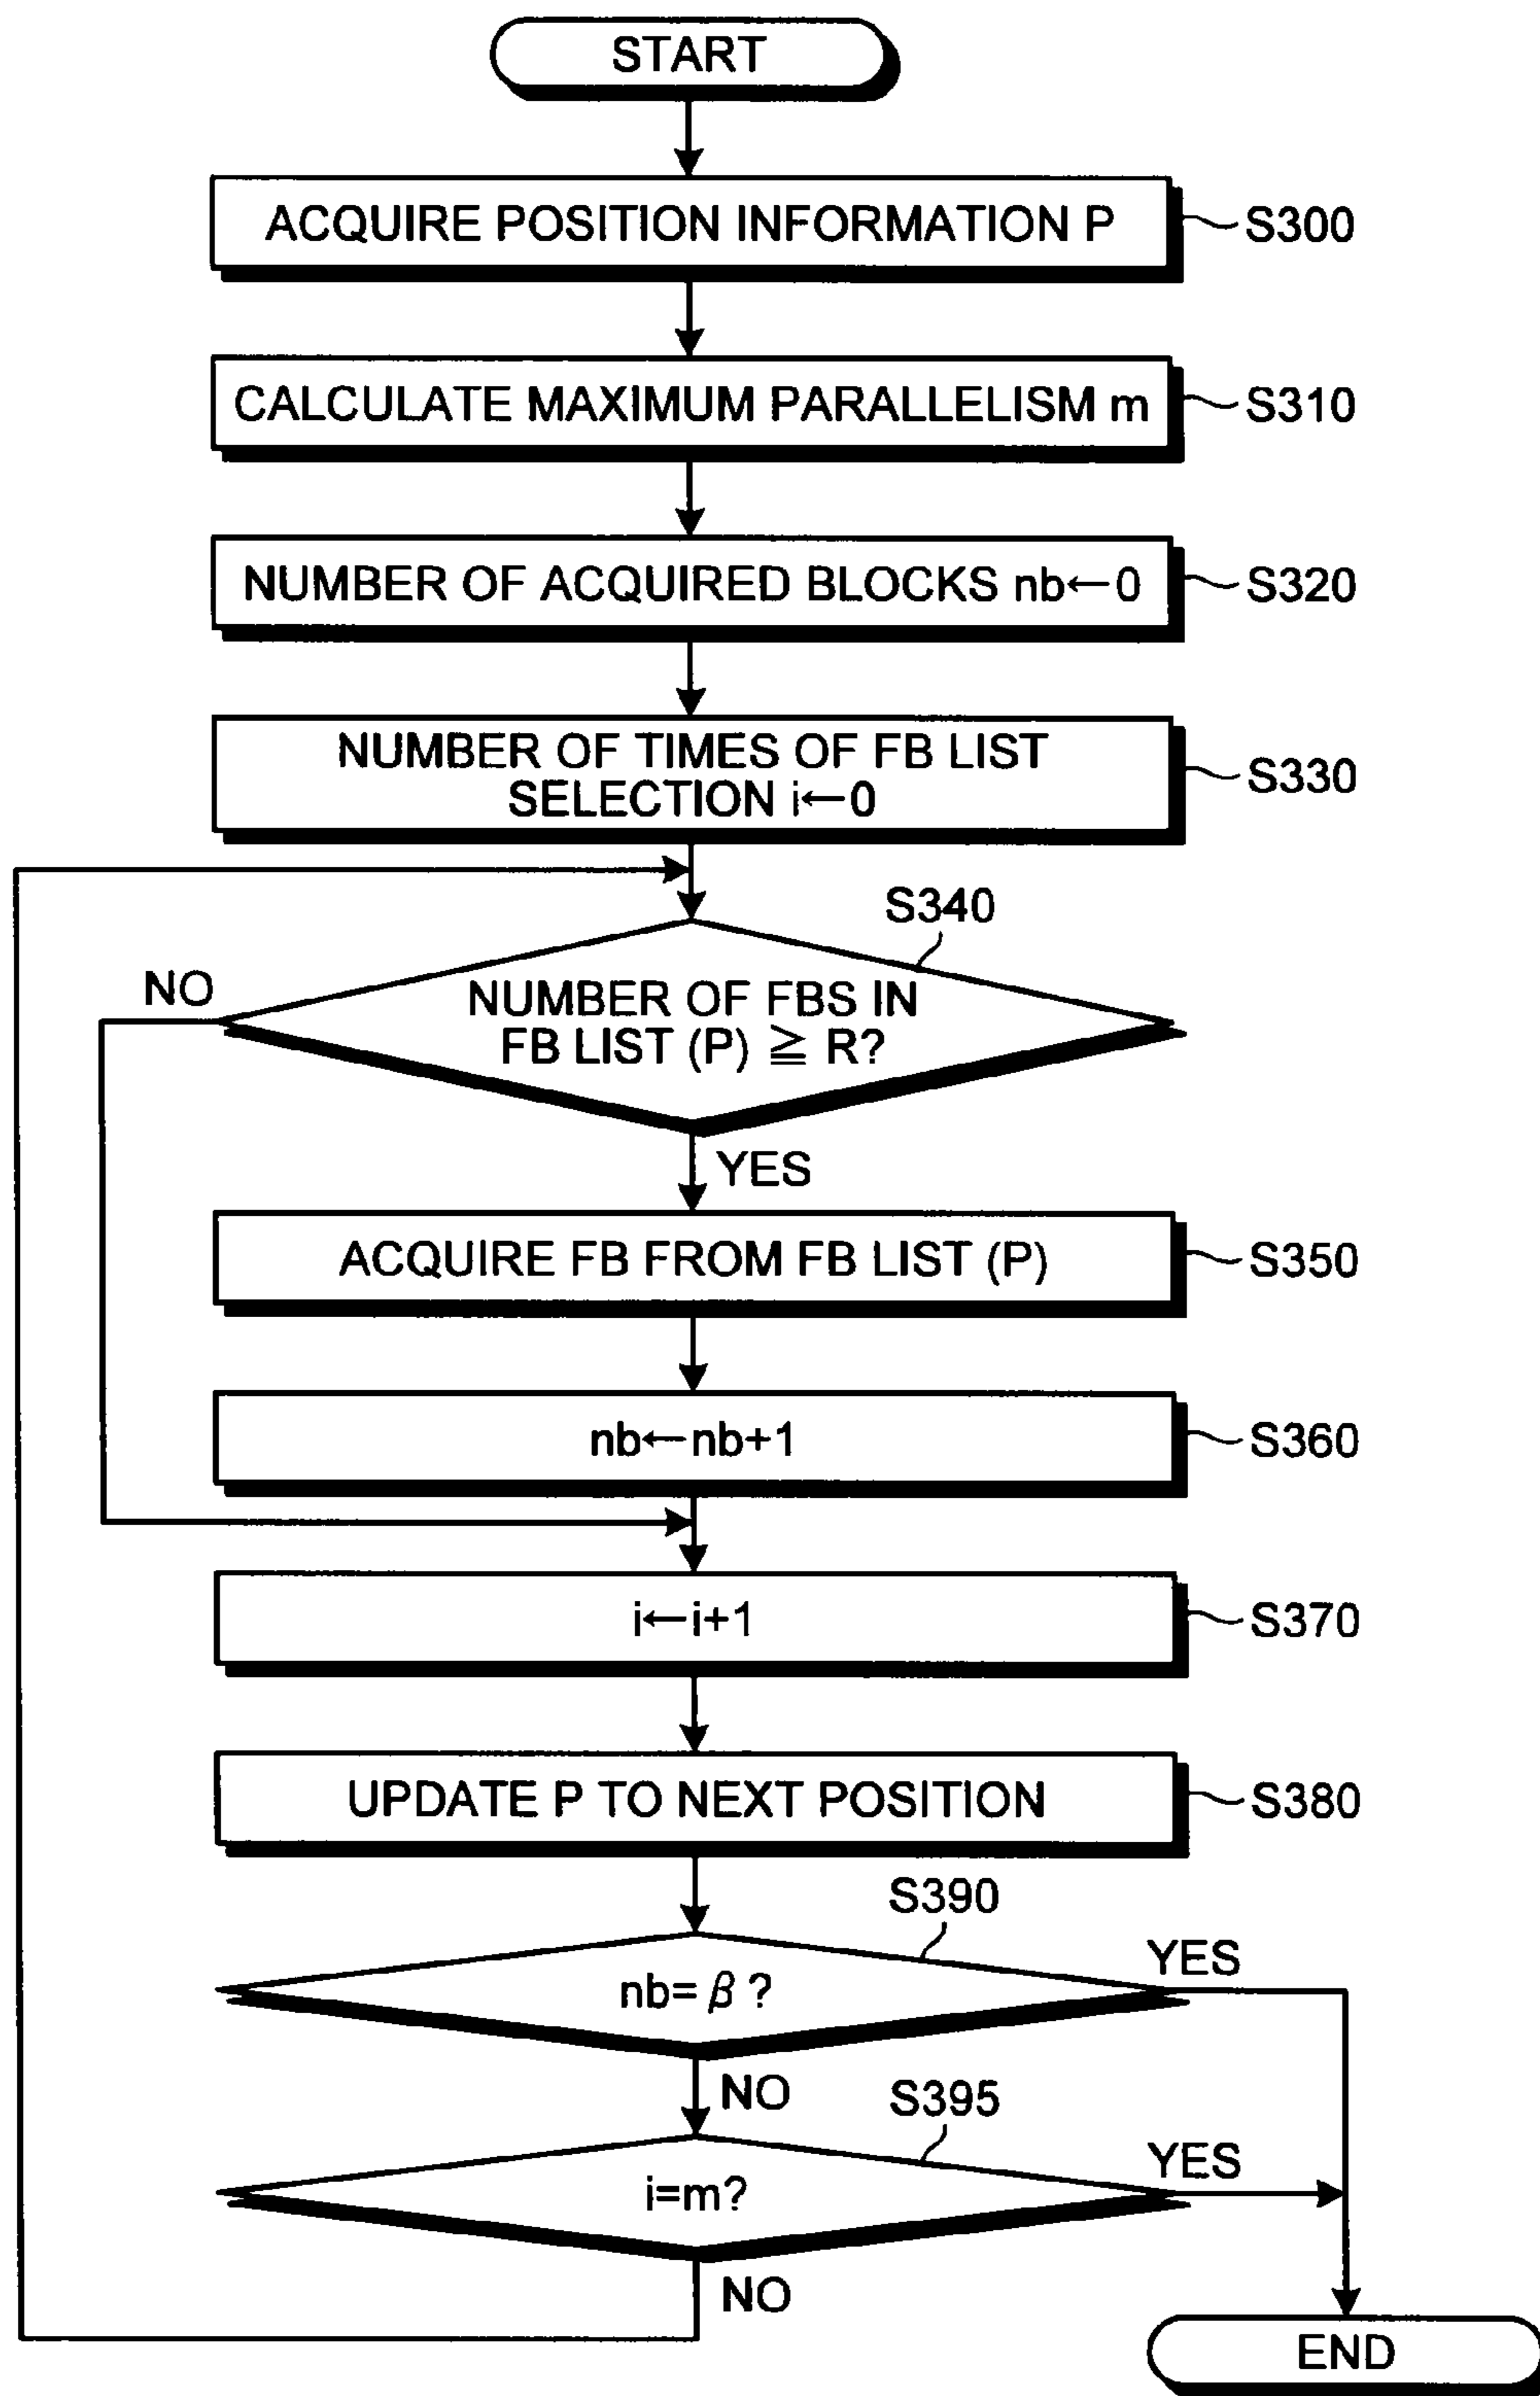 START
ACQUIRE POSITION INFORMATION P
S300
CALCULATE MAXIMUM PARALLELISM m
S310
NUMBER OF ACQUIRED BLOCKS nb←0
S320
NUMBER OF TIMES OF FB LIST
SELECTION i←0
S330
S340
NO
NUMBER OF FBS IN
FB LIST (P) ≧ R?
YES
ACQUIRE FB FROM FB LIST (P)
S350
nb←nb+1
S360
i←i+1
S370
UPDATE P TO NEXT POSITION
S380
S390
YES
nb=β?
NO
S395
YES
i=m?
NO
END